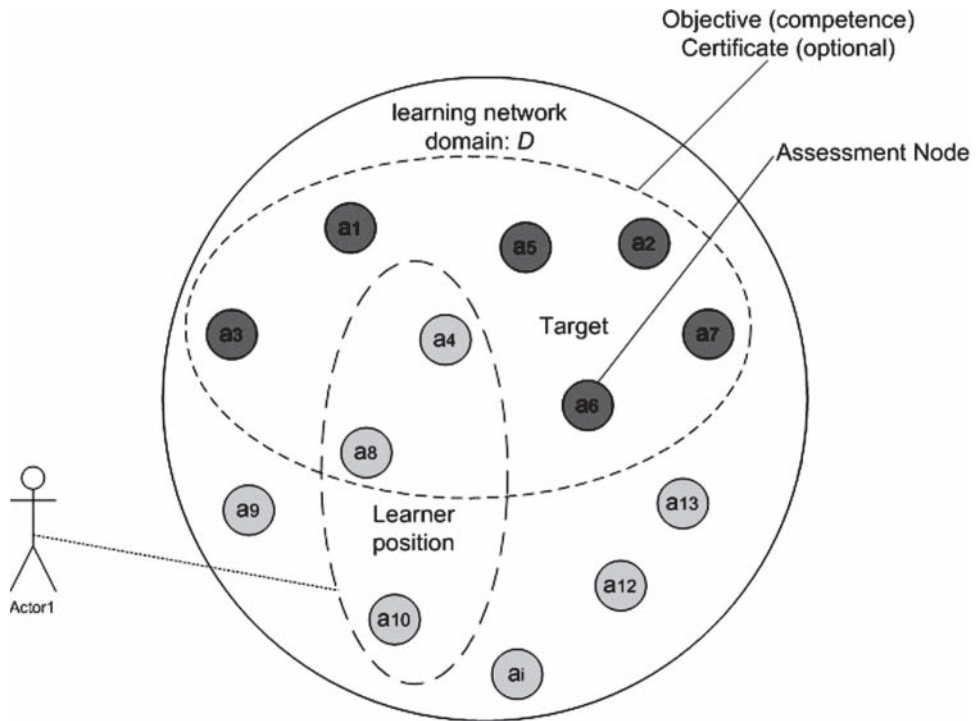 Objective (competence)
Certificate (optional)
learning network
domain: D
Assessment Node
a1
a5
a2
a3
a4
Target
a7
a6
a8
a9
Learner
position
a13
a12
Actor1
a10
ai